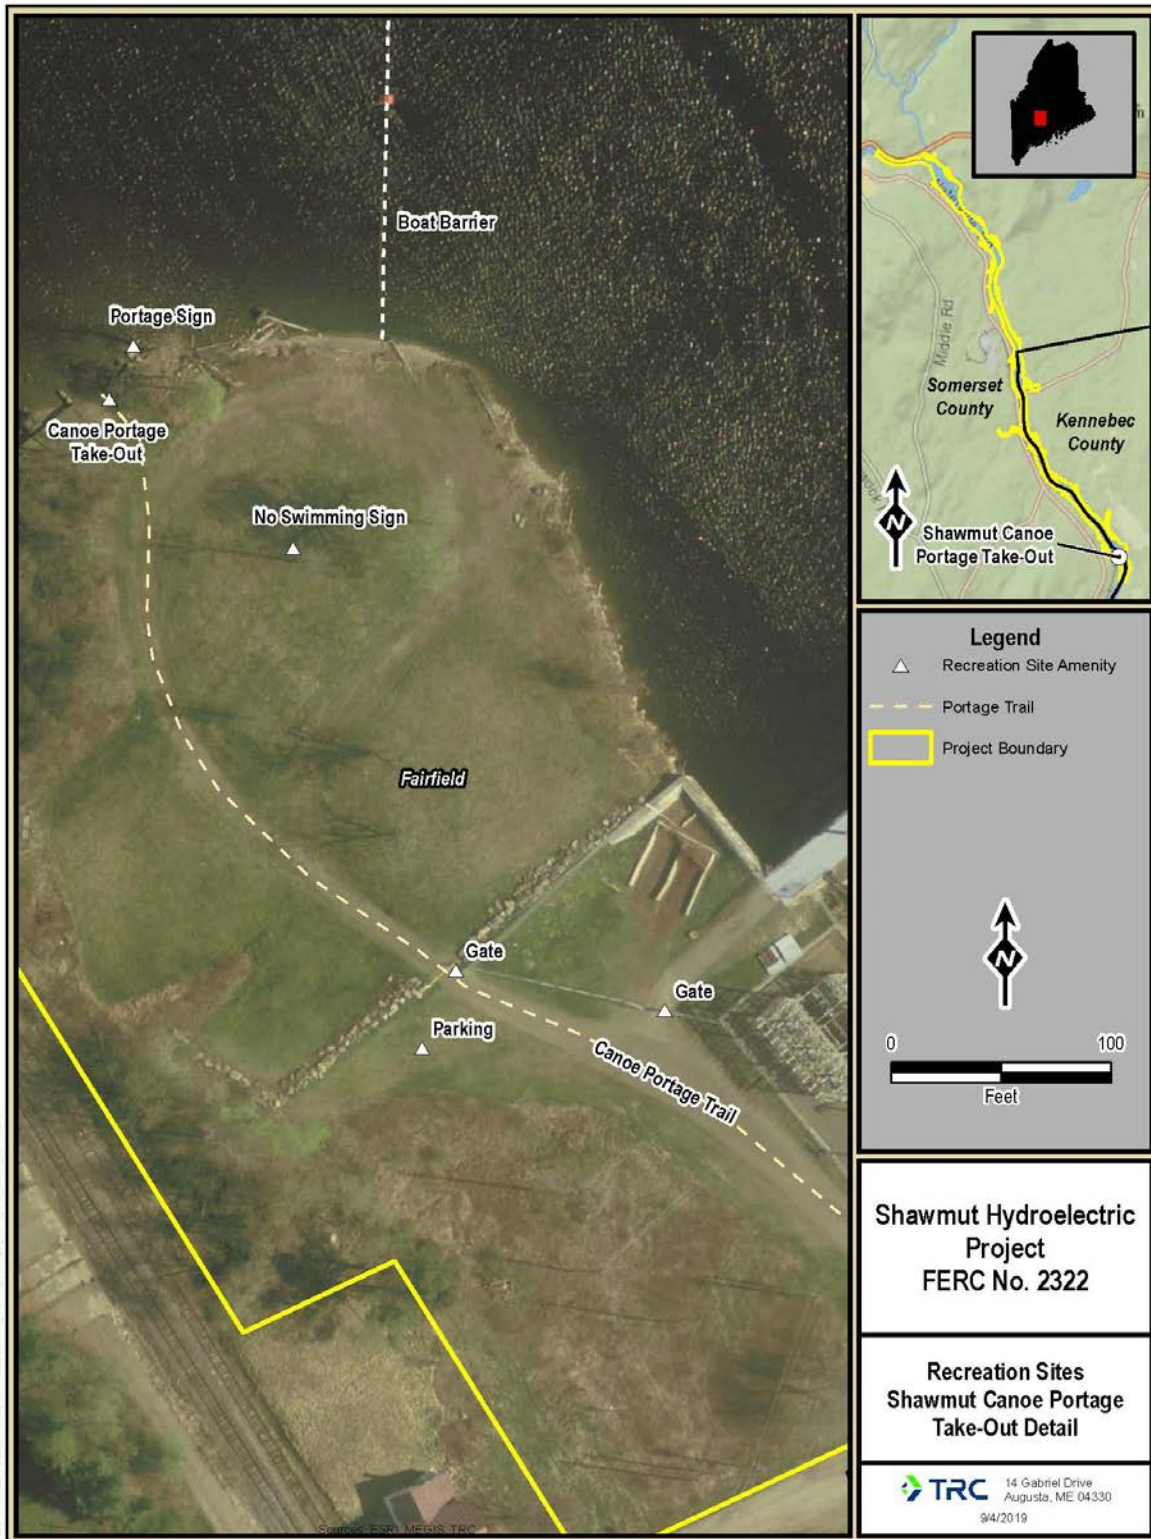 Boat Barrier
Portage Sign
Canoe Portage
Take-Out
No Swimming Sign
Fairfield
Gate
Gate
Parking
Canoe Portage Trail
Sources: ESRI, MEGIS, TRC
Middle Rd
Somerset
County
Kennebec
County
N
Shawmut Canoe
Portage Take-Out
Legend
Recreation Site Amenity
Portage Trail
Project Boundary
N
0 100
Feet
Shawmut Hydroelectric
Project
FERC No. 2322
Recreation Sites
Shawmut Canoe Portage
Take-Out Detail
TRC
14 Gabriel Drive
Augusta, ME 04330
9/4/2019